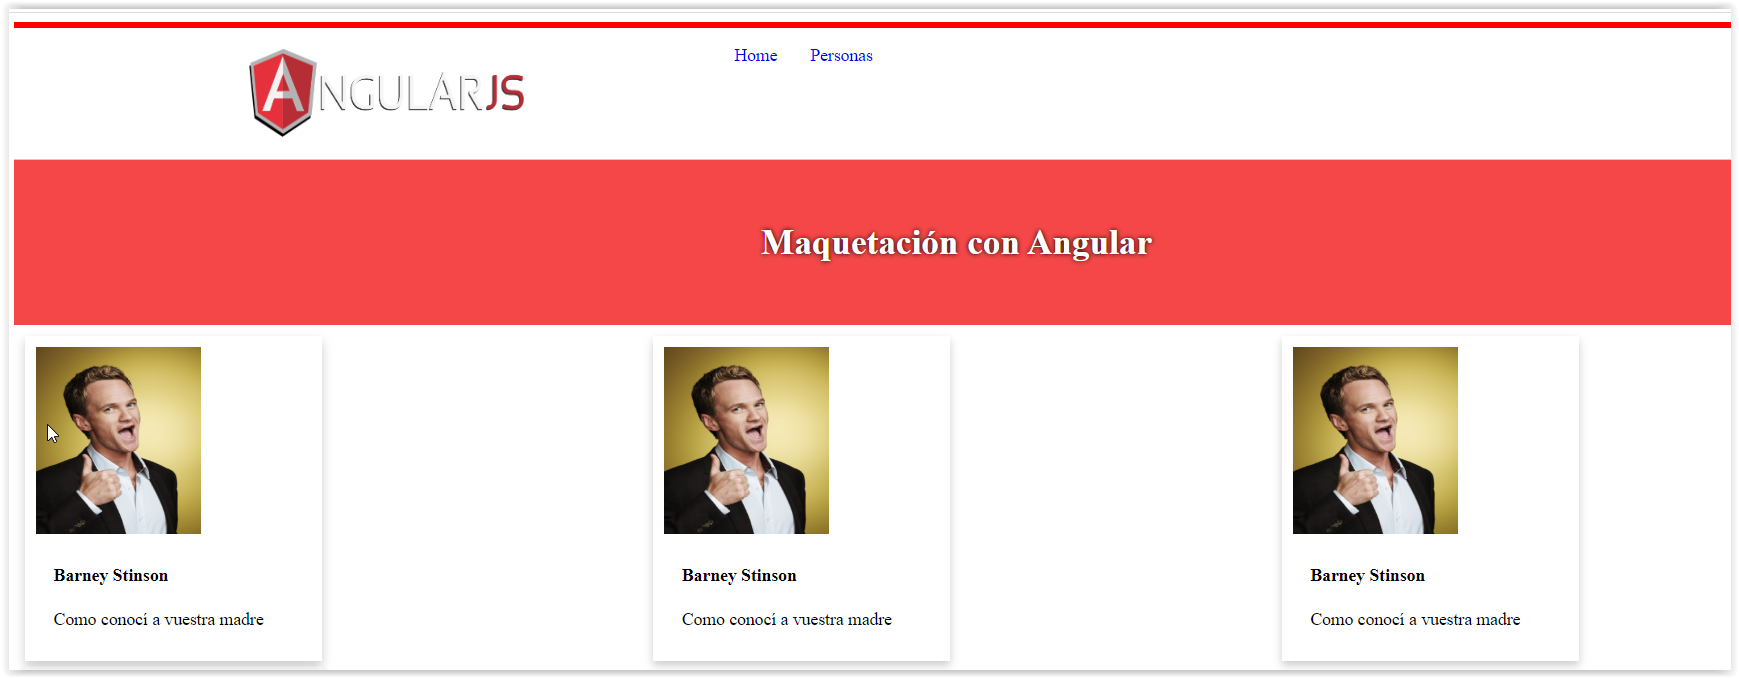 ANGULARJS
Home Personas
Maquetación con Angular
Barney Stinson Barney Stinson Barney Stinson
Como conocí a vuestra madre Como conocí a vuestra madre Como conocí a vuestra madre